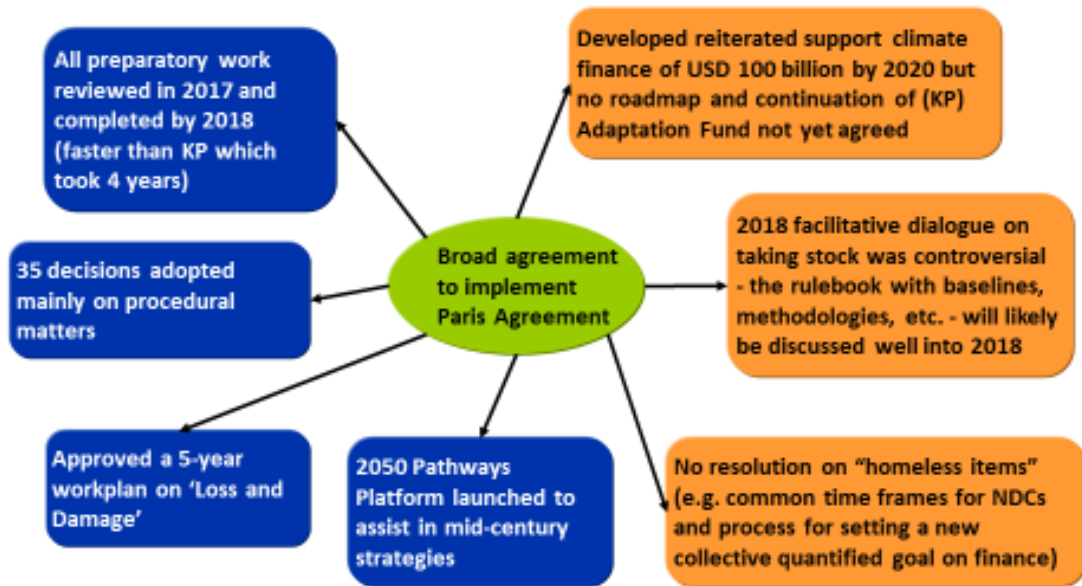 All preparatory work
reviewed in 2017 and
completed by 2018
(faster than KP which
took 4 years)
Developed reiterated support climate
finance of USD 100 billion by 2020 but
no roadmap and continuation of (KP)
Adaptation Fund not yet agreed
35 decisions adopted
mainly on procedural
matters
Broad agreement
to implement
Paris Agreement
2018 facilitative dialogue on
taking stock was controversial
- the rulebook with baselines,
methodologies, etc. - will likely
be discussed well into 2018
Approved a 5-year
workplan on ‘Loss and
Damage’
2050 Pathways
Platform launched to
assist in mid-century
strategies
No resolution on “homeless items”
(e.g. common time frames for NDCs
and process for setting a new
collective quantified goal on finance)